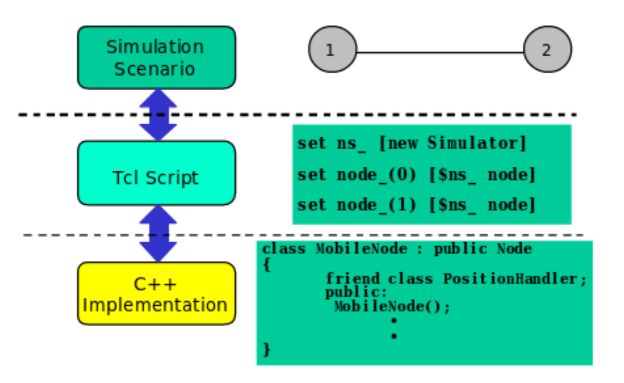 Simulation
Scenario
1
2
Tcl Script
set ns_ [new Simulator]
set node_(0) [$ns_ node]
set node_(1) [$ns_ node]
C++
Implementation
class MobileNode : public Node
{
friend class PositionHandler;
public:
MobileNode();
•
•
}